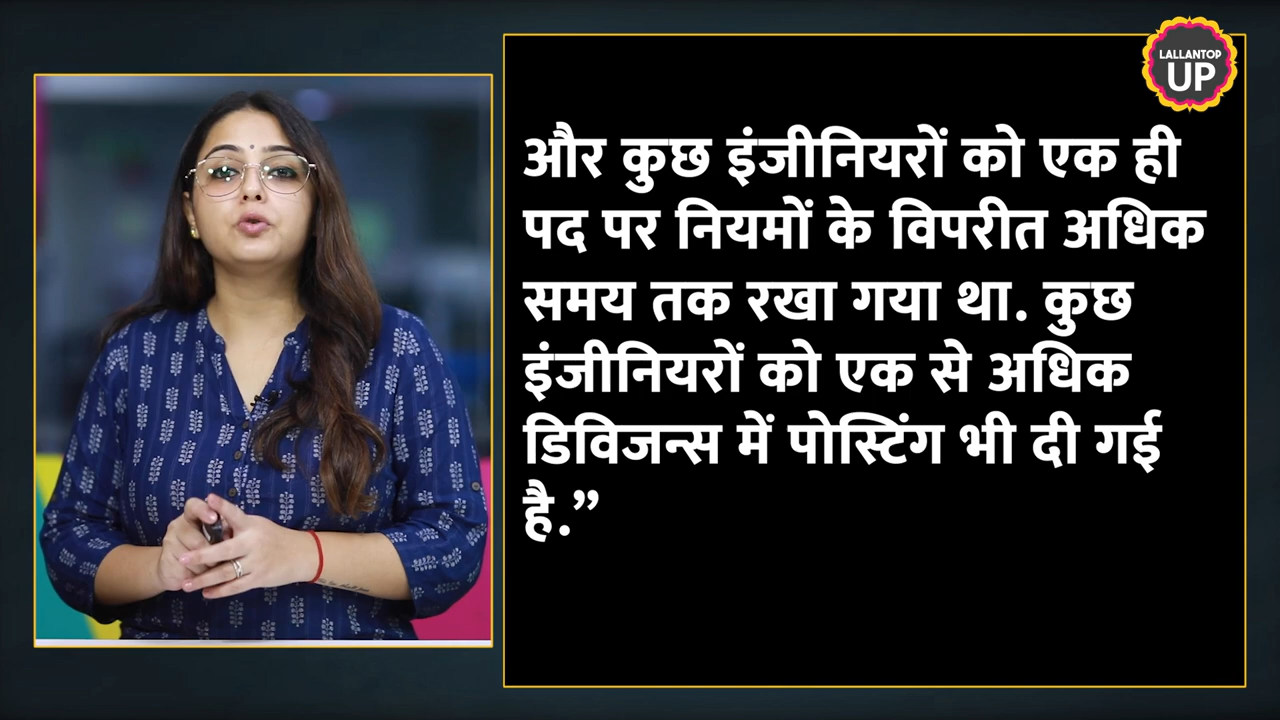 LALLANTOP
UP
और कुछ इंजीनियरों को एक ही
पद पर नियमों के विपरीत अधिक
समय तक रखा गया था. कुछ
इंजीनियरों को एक से अधिक
डिविजन्स में पोस्टिंग भी दी गई
है.”